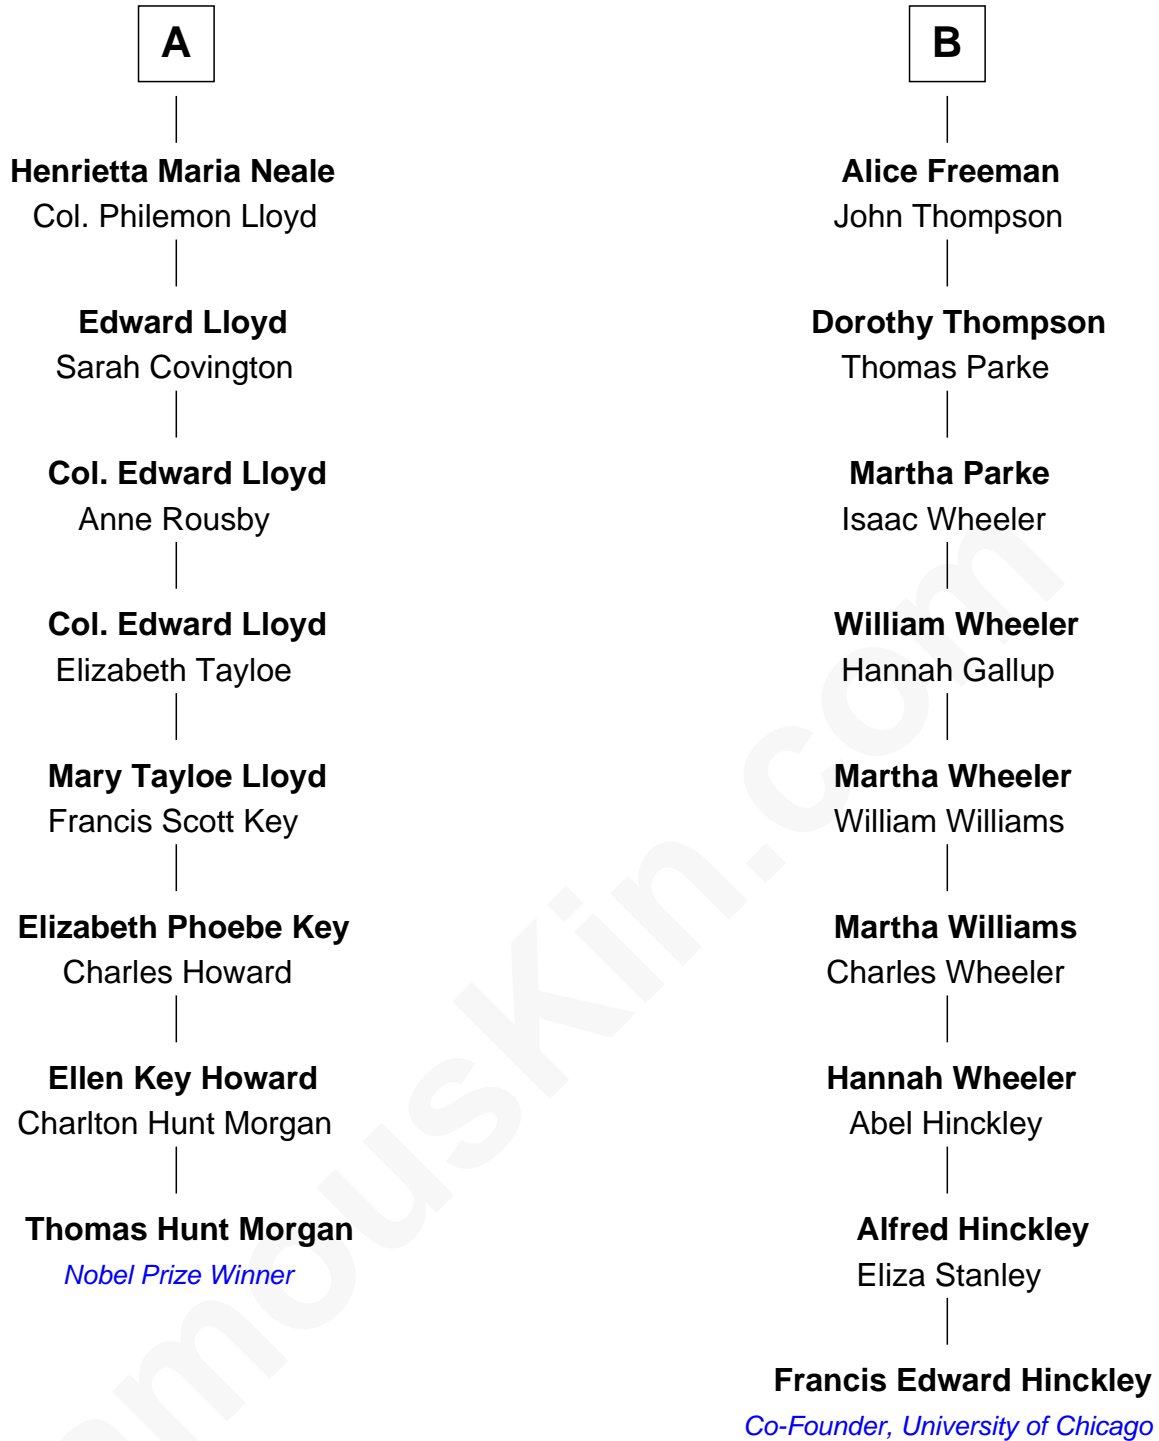 A
Henrietta Maria Neale
Col. Philemon Lloyd
Edward Lloyd
Sarah Covington
Col. Edward Lloyd
Anne Rousby
Col. Edward Lloyd
Elizabeth Tayloe
Mary Tayloe Lloyd
Francis Scott Key
Elizabeth Phoebe Key
Charles Howard
Ellen Key Howard
Charlton Hunt Morgan
Thomas Hunt Morgan
Nobel Prize Winner
B
Alice Freeman
John Thompson
Dorothy Thompson
Thomas Parke
Martha Parke
Isaac Wheeler
William Wheeler
Hannah Gallup
Martha Wheeler
William Williams
Martha Williams
Charles Wheeler
Hannah Wheeler
Abel Hinckley
Alfred Hinckley
Eliza Stanley
Francis Edward Hinckley
Co-Founder, University of Chicago
amouskin.com